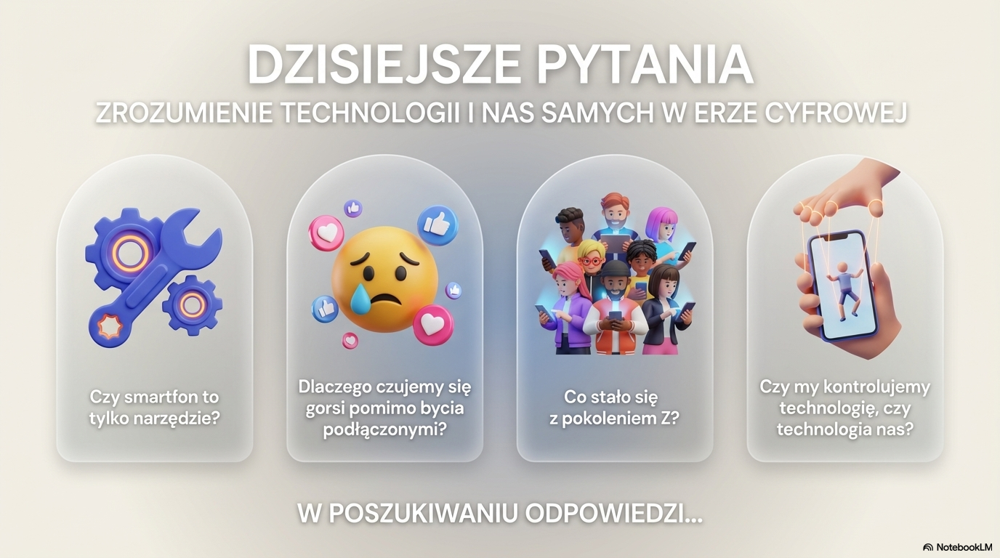 DZISIEJSZE PYTANIA
ZROZUMIENIE TECHNOLOGII I NAS SAMYCH W ERZE CYFROWEJ
Czy smartfon to
tylko narzędzie?
Dlaczego czujemy się
gorsi pomimo bycia
podłączonymi?
Co stało się
z pokoleniem Z?
Czy my kontrolujemy
technologię, czy
technologia nas?
W POSZUKIWANIU ODPOWIEDZI...
NotebookLM